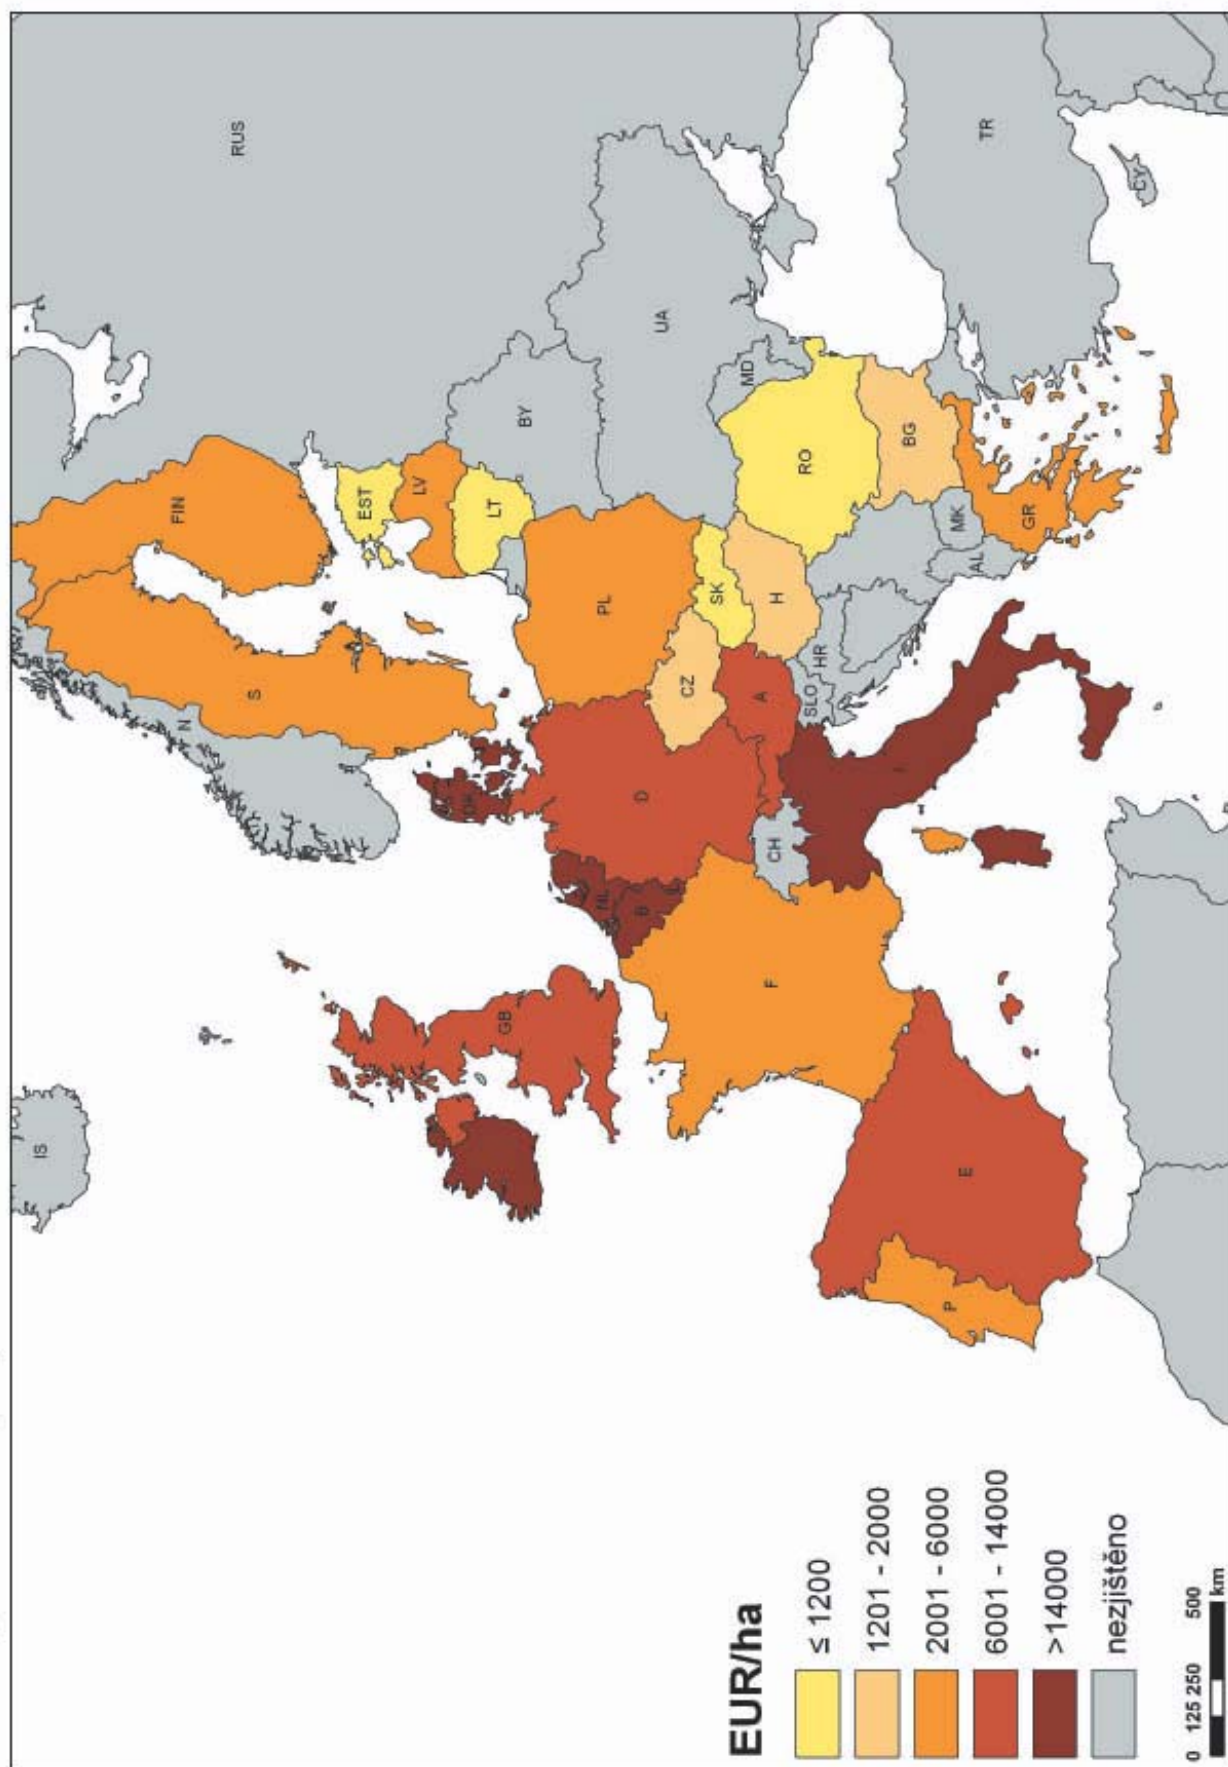 IS
N
S
FIN
RUS
EST
LV
LT
BY
GB
DK
NL
B
D
PL
UA
CZ
SK
F
CH
A
H
MD
RO
SLO
HR
I
BG
MK
AL
GR
TR
CY
P
E
EUR/ha
≤ 1200
1201 - 2000
2001 - 6000
6001 - 14000
>14000
nezjištěno
0 125 250 500
km